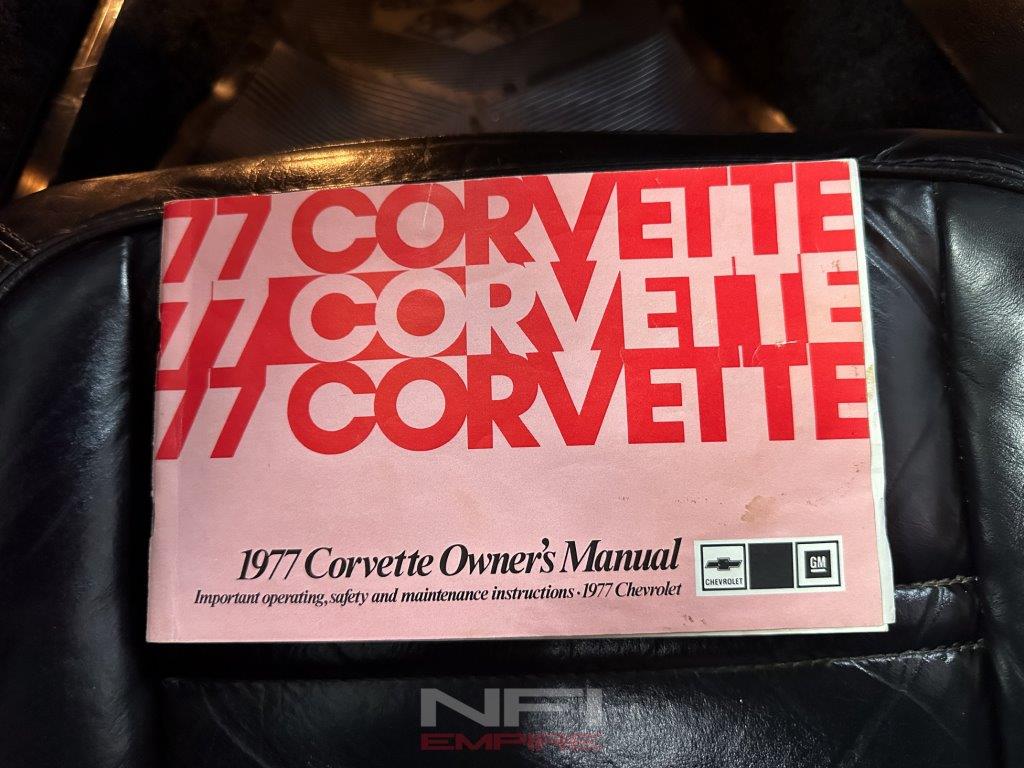 77 CORVETTE
77 CORVETTE
77 CORVETTE
1977 Corvette Owner's Manual
Important operating, safety and maintenance instructions • 1977 Chevrolet
CHEVROLET
GM
NFI
EMPIRE